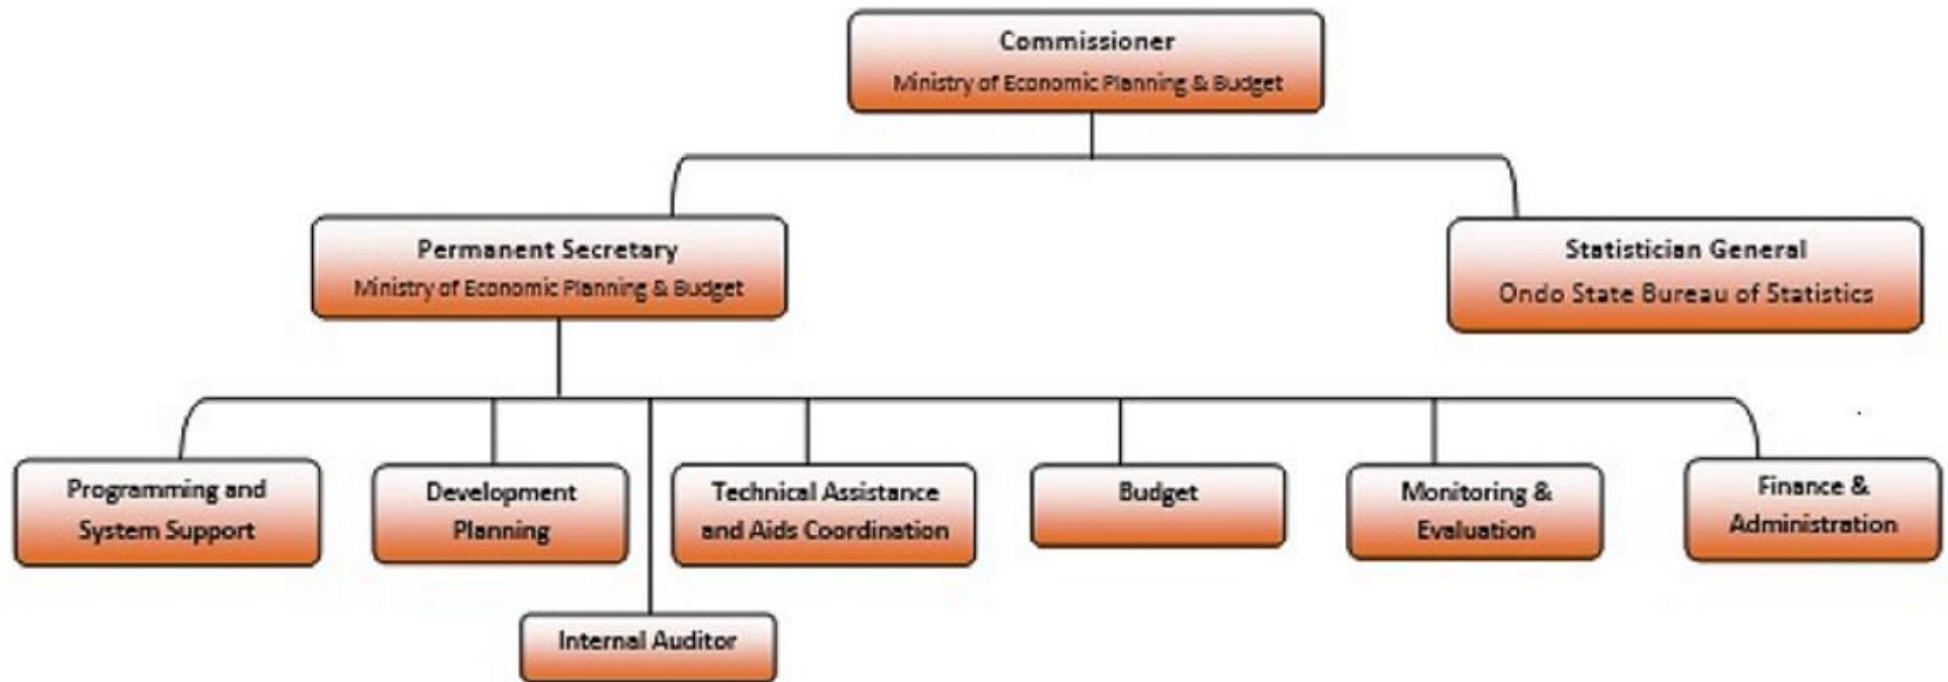 Commissioner
Ministry of Economic Planning & Budget
Permanent Secretary
Ministry of Economic Planning & Budget
Statistician General
Ondo State Bureau of Statistics
Programming and
System Support
Development
Planning
Technical Assistance
and Aids Coordination
Budget
Monitoring &
Evaluation
Finance &
Administration
Internal Auditor